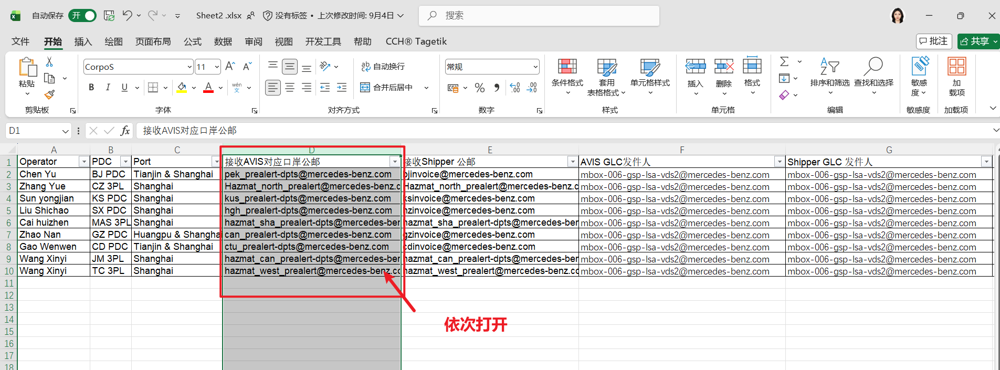 自动保存 开 Sheet2 .xlsx 没有标签 • 上次修改时间: 9月4日 搜索
文件 开始 插入 绘图 页面布局 公式 数据 审阅 视图 开发工具 帮助 CCH® Tagetik 批注 共享
粘贴 CorpoS 11 A A 自动换行 常规 条件格式 套用 表格格式 单元格样式 插入 删除 格式 排序和筛选 查找和选择 敏感度 加载项
B I U A wén 文 合并后居中 % .00 .00
剪贴板 字体 对齐方式 数字 样式 单元格 编辑 敏感度 加载项
D1 fx 接收AVIS对应口岸公邮
A B C D E F G
1 Operator PDC Port 接收AVIS对应口岸公邮 接收Shipper 公邮 AVIS GLC发件人 Shipper GLC 发件人
2 Chen Yu BJ PDC Tianjin & Shanghai pek_prealert-dpts@mercedes-benz.com bjinvoice@mercedes-benz.com mbox-006-gsp-lsa-vds2@mercedes-benz.com mbox-006-gsp-lsa-vds2@mercedes-benz.com
3 Zhang Yue CZ 3PL Shanghai Hazmat_north_prealert@mercedes-benz.c Hazmat_north_prealert@mercedes-benz.c mbox-006-gsp-lsa-vds2@mercedes-benz.com mbox-006-gsp-lsa-vds2@mercedes-benz.com
4 Sun yongjian KS PDC Shanghai kus_prealert-dpts@mercedes-benz.com ksinvoice@mercedes-benz.com mbox-006-gsp-lsa-vds2@mercedes-benz.com mbox-006-gsp-lsa-vds2@mercedes-benz.com
5 Liu Shichao SX PDC Shanghai hgh_prealert-dpts@mercedes-benz.com hzinvoice@mercedes-benz.com mbox-006-gsp-lsa-vds2@mercedes-benz.com mbox-006-gsp-lsa-vds2@mercedes-benz.com
6 Cai huizhen MAS 3PL Shanghai hazmat_sha_prealert-dpts@mercedes-ber hazmat_sha_prealert-dpts@mercedes-ber mbox-006-gsp-lsa-vds2@mercedes-benz.com mbox-006-gsp-lsa-vds2@mercedes-benz.com
7 Zhao Nan GZ PDC Huangpu & Shangha can_prealert-dpts@mercedes-benz.com gzinvoice@mercedes-benz.com mbox-006-gsp-lsa-vds2@mercedes-benz.com mbox-006-gsp-lsa-vds2@mercedes-benz.com
8 Gao Wenwen CD PDC Tianjin & Shanghai ctu_prealert-dpts@mercedes-benz.com cdinvoice@mercedes-benz.com mbox-006-gsp-lsa-vds2@mercedes-benz.com mbox-006-gsp-lsa-vds2@mercedes-benz.com
9 Wang Xinyi JM 3PL Shanghai hazmat_can_prealert-dpts@mercedes-ber hazmat_can_prealert-dpts@mercedes-ber mbox-006-gsp-lsa-vds2@mercedes-benz.com mbox-006-gsp-lsa-vds2@mercedes-benz.com
10 Wang Xinyi TC 3PL Shanghai hazmat_west_prealert@mercedes-benz.cc hazmat_west_prealert@mercedes-benz.cc mbox-006-gsp-lsa-vds2@mercedes-benz.com mbox-006-gsp-lsa-vds2@mercedes-benz.com
11
12
13
14 依次打开
15
16
17
18